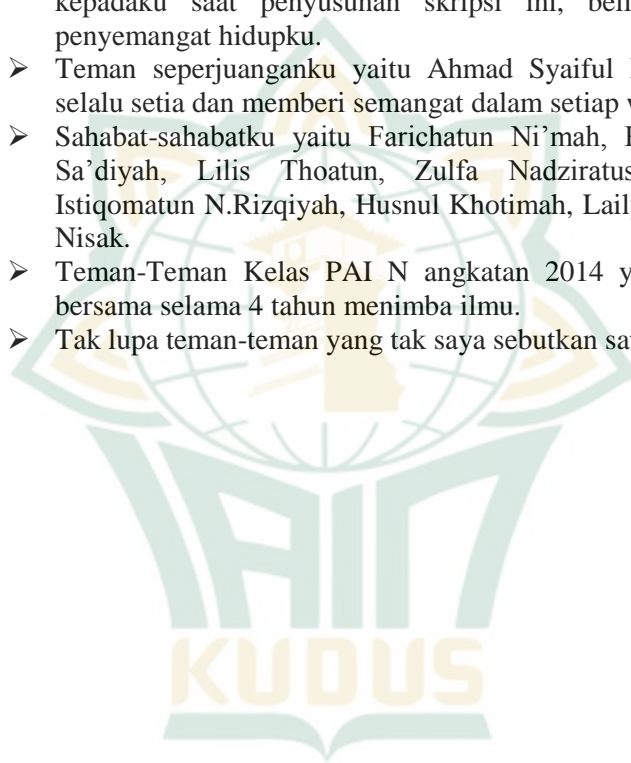 kepadaku saat penyusunan skripsi ini,
penyemangat hidupku.
➤ Teman seperjuanganku yaitu Ahmad Syaiful
selalu setia dan memberi semangat dalam setiap
➤ Sahabat-sahabatku yaitu Farichatun Ni’mah,
Sa’diyah, Lilis Thoatun, Zulfa Nadziratus
Istiqomatun N.Rizqiyah, Husnul Khotimah,
Nisak.
➤ Teman-Teman Kelas PAI N angkatan 2014
bersama selama 4 tahun menimba ilmu.
➤ Tak lupa teman-teman yang tak saya sebutkan
IAIN
KUDUS